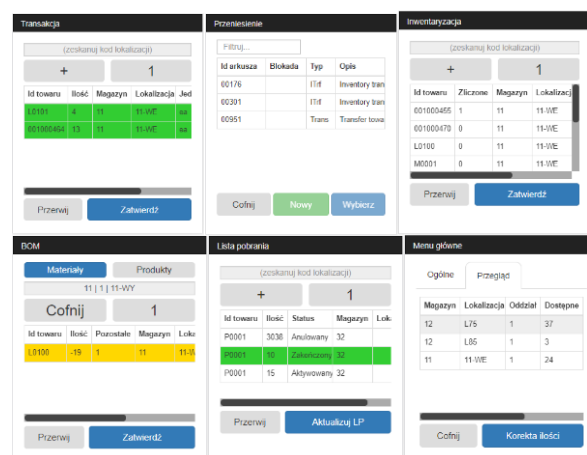 Transakcja
(zeskanuj kod lokalizacji)
+ 1
Id towaru Ilość Magazyn Lokalizacja Jed
L0101 4 11 11-WE
001000464 13 11 11-WE
Przerwij Zatwierdź
Przeniesienie
Filtruj...
Id arkusza Blokada Typ Opis
00176 ITrf Inventory tran
00301 ITrf Inventory tran
00951 Trans Transfer towa
Cofnij Nowy Wybierz
Inwentaryzacja
(zeskanuj kod lokalizacji)
+ 1
Id towaru Zliczone Magazyn Lokalizacj
001000455 1 11 11-WE
001000470 0 11 11-WE
L0100 0 11 11-WE
M0001 0 11 11-WE
Przerwij Zatwierdź
BOM
Materiały Produkty
11 | 1 | 11-WY
Cofnij 1
Id towaru Ilość Pozostałe Magazyn Loka
L0100 -19 1 11 11-W
Przerwij Zatwierdź
Lista pobrania
(zeskanuj kod lokalizacji)
+ 1
Id towaru Ilość Status Magazyn Lok
P0001 3038 Anulowany 32
P0001 10 Zakończony 32
P0001 15 Aktywowany 32
Przerwij Aktualizuj LP
Menu główne
Ogólne Przegląd
Magazyn Lokalizacja Oddział Dostępne
12 L75 1 37
12 L85 1 3
11 11-WE 1 24
Cofnij Korekta ilości